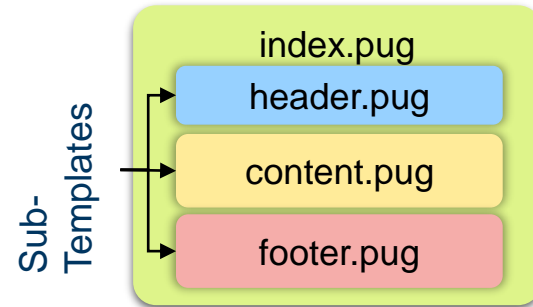 index.pug
header.pug
content.pug
footer.pug
Sub-
Templates